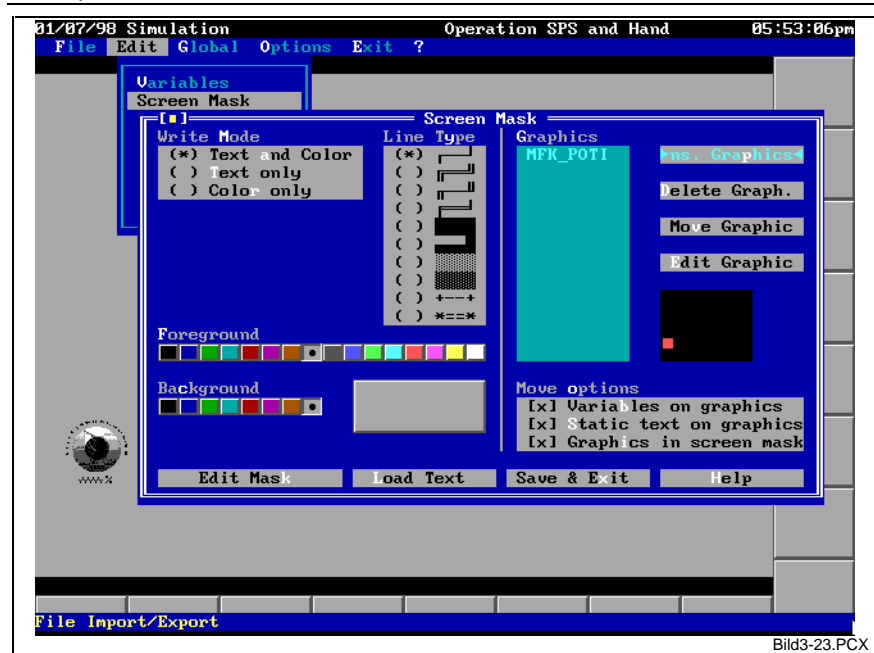 01/07/98 Simulation Operation SPS and Hand 05:53:06pm
File Edit Global Options Exit ?
Variables
Screen Mask
[■] Screen Mask
Write Mode Line Type Graphics
(*) Text and Color (*) MFK_POTI ►ns. Graphics◄
( ) Text only ( )
( ) Color only ( ) Delete Graph.
( )
( ) Move Graphic
( )
( ) Edit Graphic
( )
( ) +--+
( ) *==*
Foreground
Background Move options
[x] Variables on graphics
[x] Static text on graphics
[x] Graphics in screen mask
%
Edit Mask Load Text Save & Exit Help
File Import/Export
Bild3-23.PCX